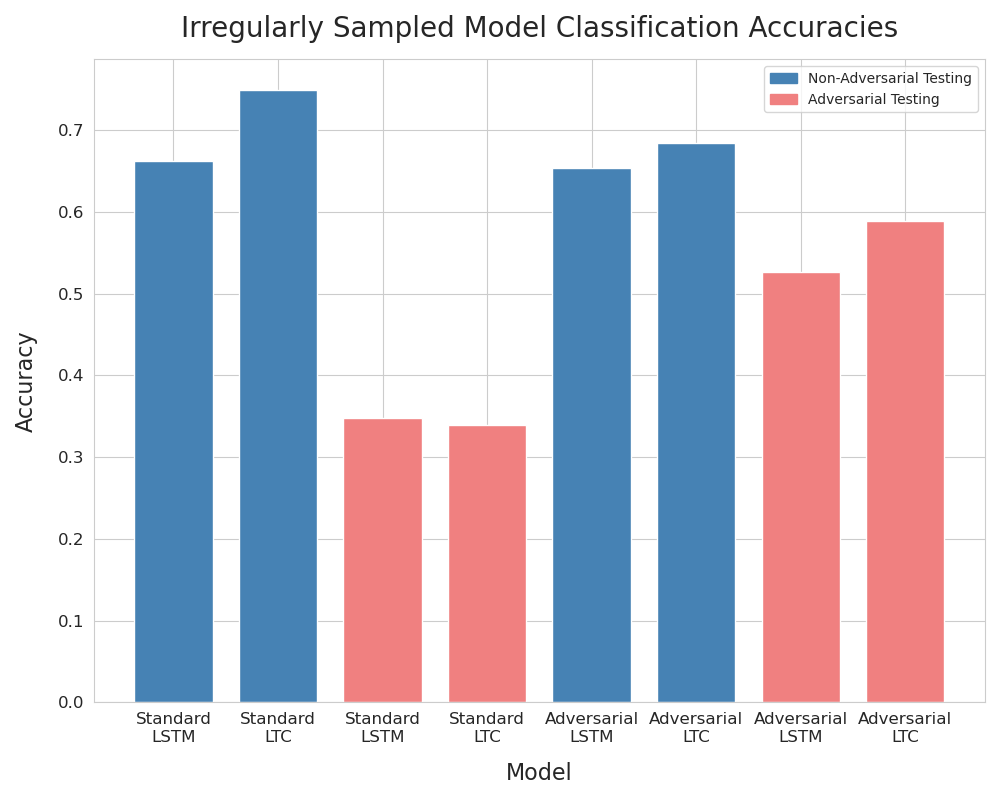 Irregularly Sampled Model Classification Accuracies
Non-Adversarial Testing
Adversarial Testing
0.7
0.6
0.5
0.4
0.3
0.2
0.1
0.0
Accuracy
Standard
LSTM
Standard
LTC
Standard
LSTM
Standard
LTC
Adversarial
LSTM
Adversarial
LTC
Adversarial
LSTM
Adversarial
LTC
Model